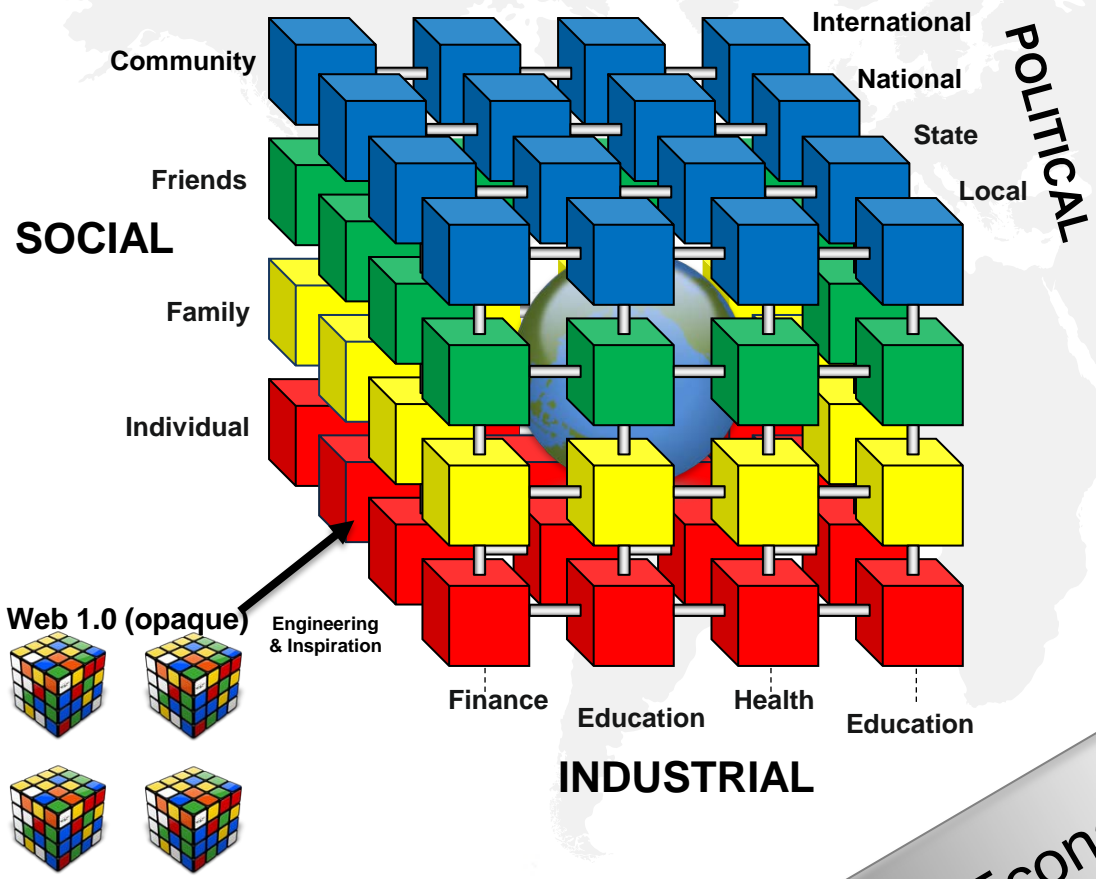 International
Community
National
POLITICAL
State
Friends
Local
SOCIAL
Family
Individual
Web 1.0 (opaque)
Engineering
& Inspiration
Finance
Health
Education
Education
INDUSTRIAL